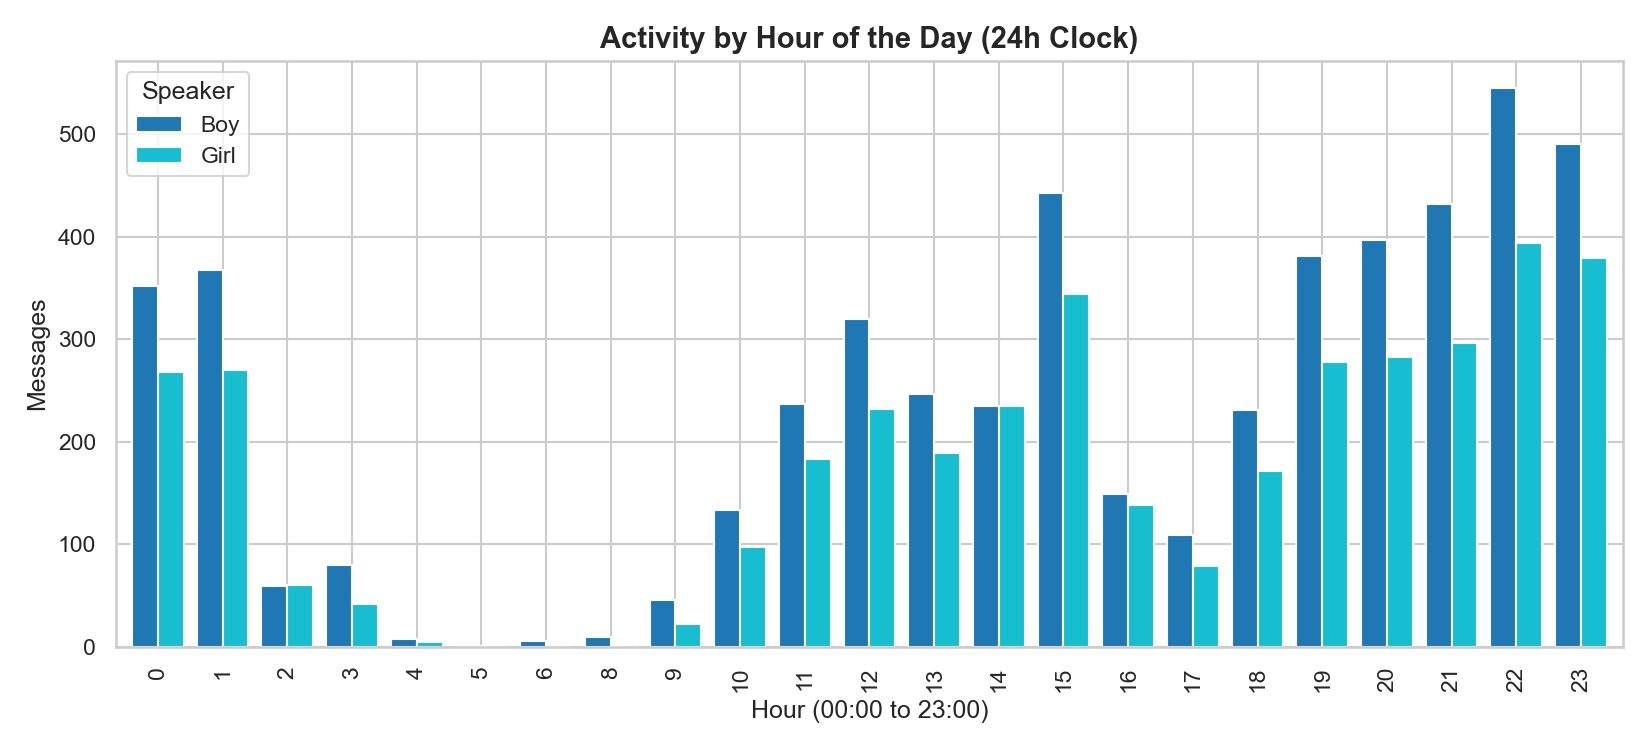 Activity by Hour of the Day (24h Clock)
Speaker
Boy
Girl
Messages
500
400
300
200
100
0
0 1 2 3 4 5 6 8 9 10 11 12 13 14 15 16 17 18 19 20 21 22 23
Hour (00:00 to 23:00)